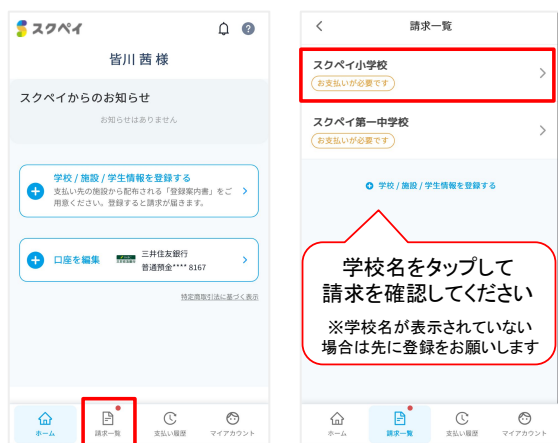 スクペイ
皆川 茜 様
スクペイからのお知らせ
お知らせはありません
学校 / 施設 / 学生情報を登録する
支払い先の施設から配布される「登録案内書」をご
用意ください。登録すると請求が届きます。
口座を編集
三井住友銀行
普通預金**** 8167
特定商取引法に基づく表示
ホーム
請求一覧
支払い履歴
マイアカウント
請求一覧
スクペイ小学校
お支払いが必要です
スクペイ第一中学校
お支払いが必要です
学校 / 施設 / 学生情報を登録する
学校名をタップして
請求を確認してください
※学校名が表示されていない
場合は先に登録をお願いします
ホーム
請求一覧
支払い履歴
マイアカウント